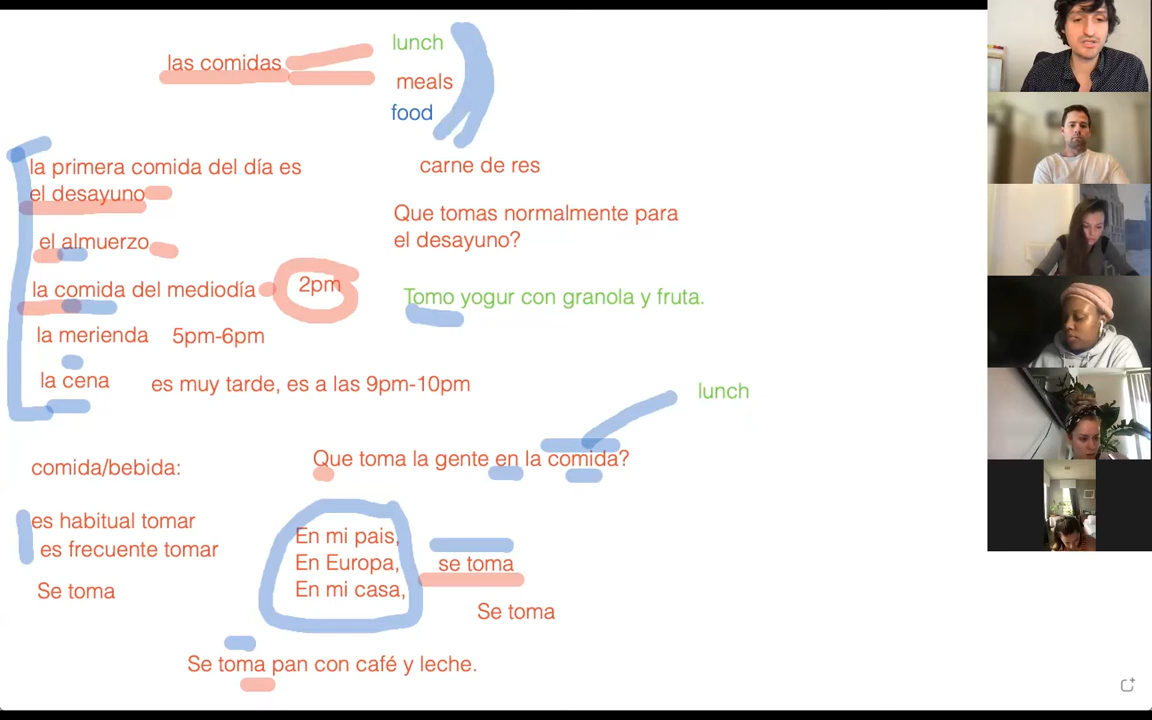 las comidas
lunch
meals
food
la primera comida del día es
el desayuno
el almuerzo
la comida del mediodía
2pm
la merienda
5pm-6pm
la cena
es muy tarde, es a las 9pm-10pm
carne de res
Que tomas normalmente para
el desayuno?
Tomo yogur con granola y fruta.
lunch
Que toma la gente en la comida?
comida/bebida:
es habitual tomar
es frecuente tomar
Se toma
En mi pais,
En Europa,
En mi casa,
se toma
Se toma
Se toma pan con café y leche.